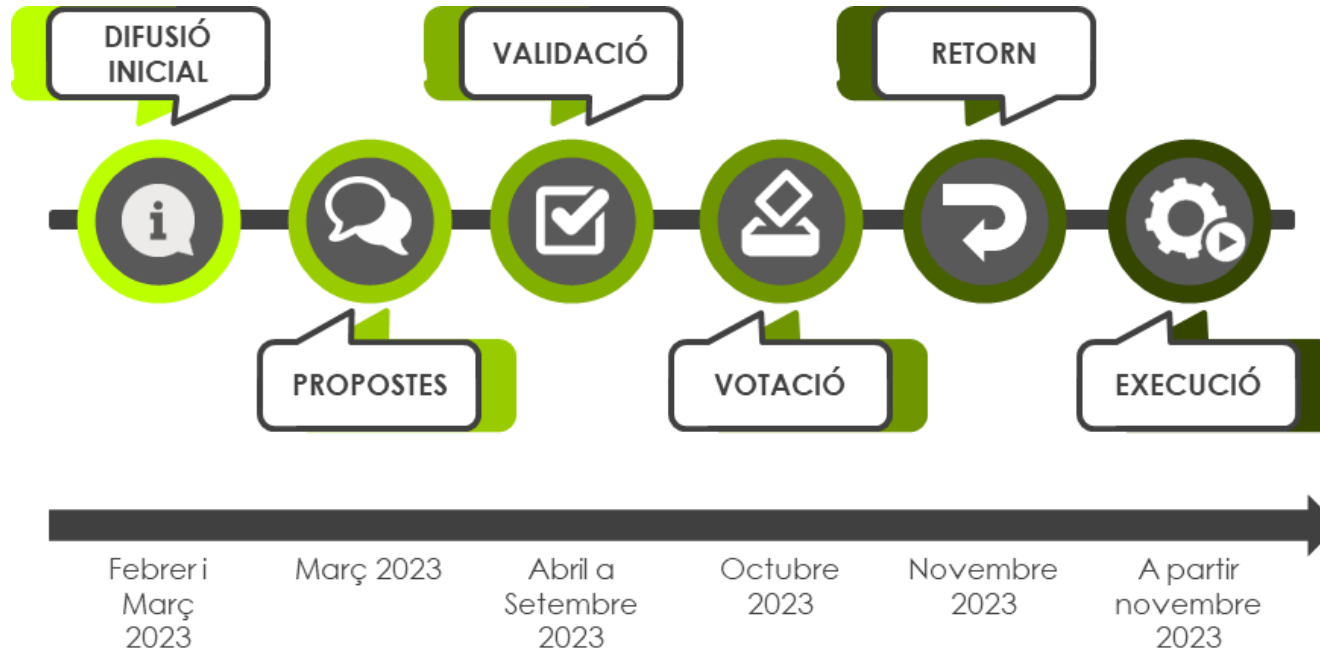 DIFUSIÓ
INICIAL
VALIDACIÓ
RETORN
PROPOSTES
VOTACIÓ
EXECUCIÓ
Febrer i
Març
2023
Març 2023
Abril a
Setembre
2023
Octubre
2023
Novembre
2023
A partir
novembre
2023